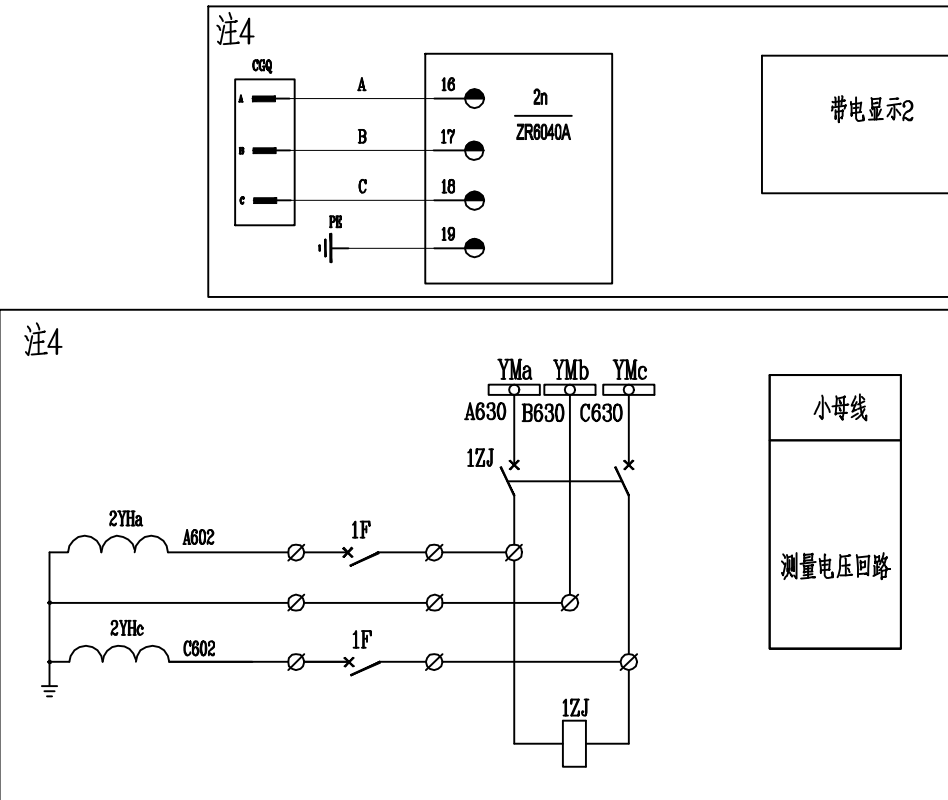 注4
CGQ
A A 16
B B 17
C C 18
PE 19
2n
ZR6040A
带电显示2
注4
YMa YMb YMc
A630 B630 C630
1ZJ
小母线
2YHa A602 1F
测量电压回路
2YHc C602 1F
1ZJ